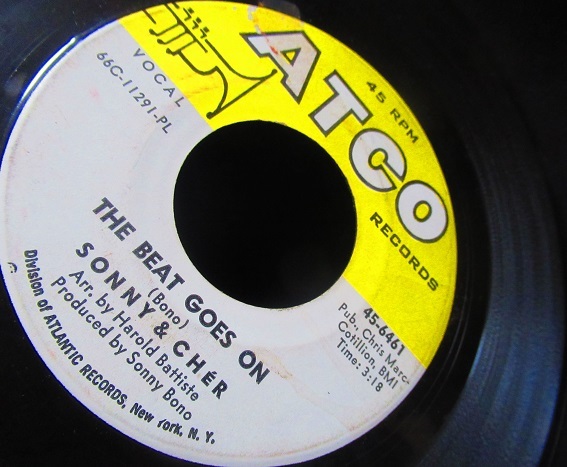 ATCO
45 RPM
RECORDS
VOCAL
66C-11291-PL
45-6461
Pub., Chris Marc-
Cotillion, BMI
Time: 3:18
THE BEAT GOES ON
(Bono)
SONNY & CHÉR
Arr. by Harold Battiste
Produced by Sonny Bono
Division of ATLANTIC RECORDS, New York, N. Y.